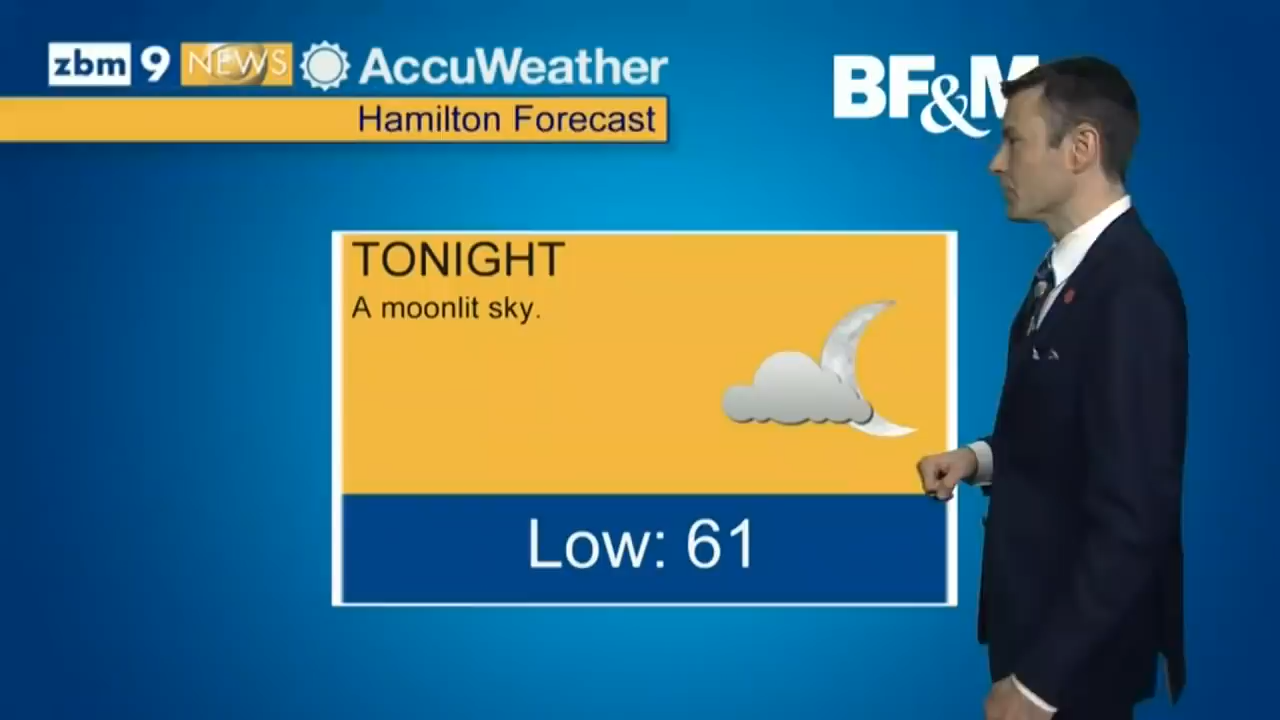 zbm 9 NEWS AccuWeather
Hamilton Forecast
BF&M
TONIGHT
A moonlit sky.
Low: 61